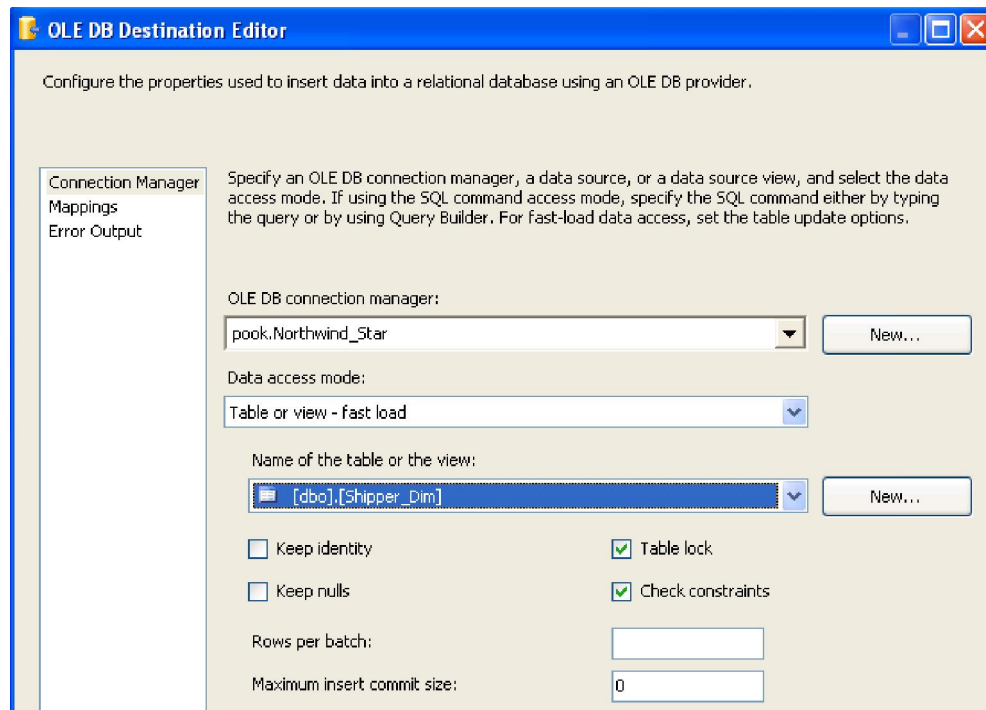 OLE DB Destination Editor
Configure the properties used to insert data into a relational database using an OLE DB provider.
Connection Manager
Mappings
Error Output
Specify an OLE DB connection manager, a data source, or a data source view, and select the data
access mode. If using the SQL command access mode, specify the SQL command either by typing
the query or by using Query Builder. For fast-load data access, set the table update options.
OLE DB connection manager:
pook.Northwind_Star
New...
Data access mode:
Table or view - fast load
Name of the table or the view:
[dbo].[Shipper_Dim]
New...
Keep identity
Table lock
Keep nulls
Check constraints
Rows per batch:
Maximum insert commit size:
0